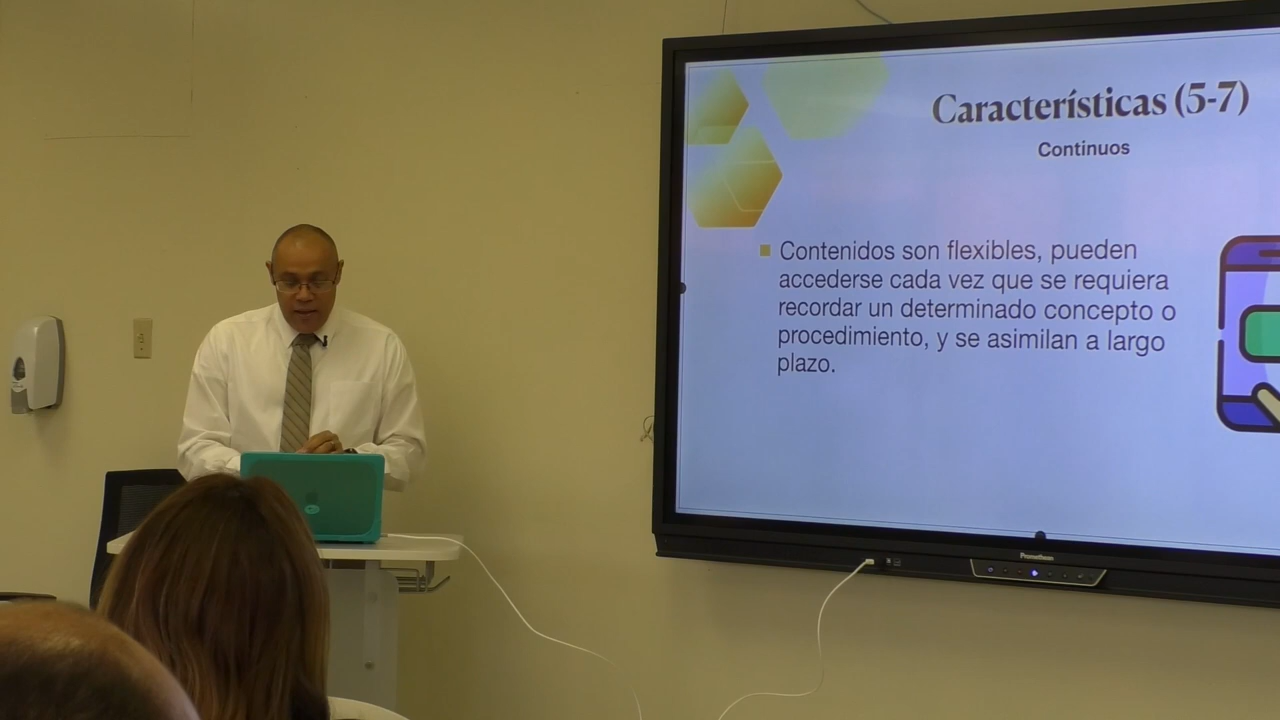 Características (5-7)
Continuos
Contenidos son flexibles, pueden
accederse cada vez que se requiera
recordar un determinado concepto o
procedimiento, y se asimilan a largo
plazo.
Promethean